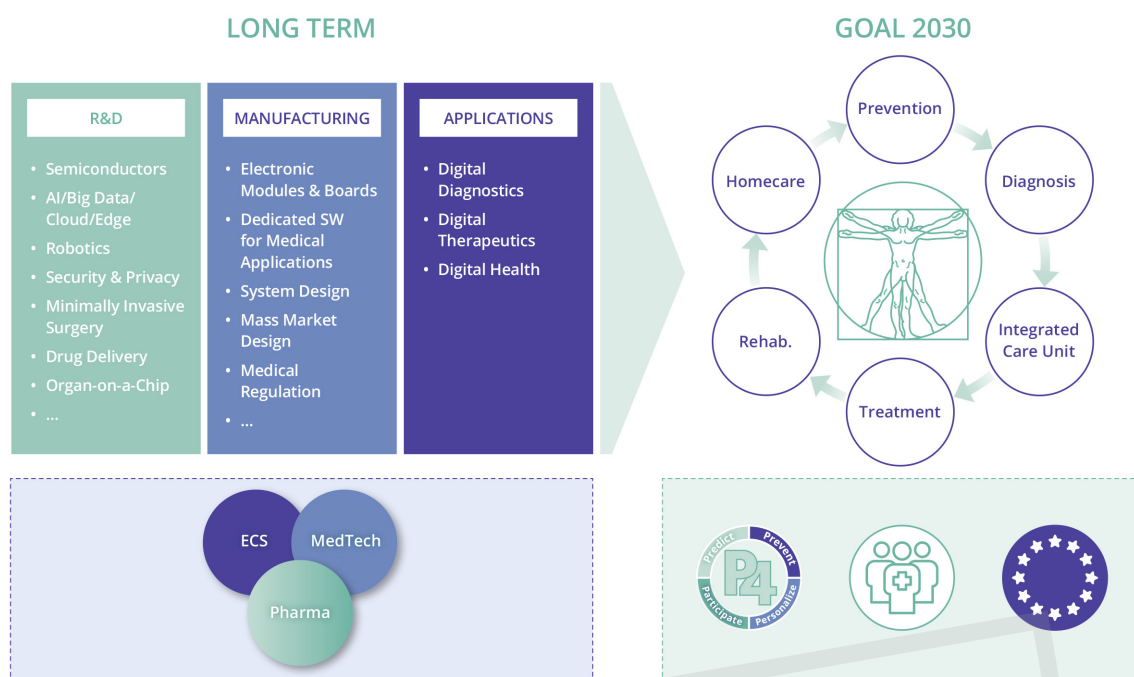 LONG TERM
GOAL 2030
R&D
• Semiconductors
• AI/Big Data/
Cloud/Edge
• Robotics
• Security & Privacy
• Minimally Invasive
Surgery
• Drug Delivery
• Organ-on-a-Chip
• ...
MANUFACTURING
• Electronic
Modules & Boards
• Dedicated SW
for Medical
Applications
• System Design
• Mass Market
Design
• Medical
Regulation
• ...
APPLICATIONS
• Digital
Diagnostics
• Digital
Therapeutics
• Digital Health
Prevention
Diagnosis
Integrated
Care Unit
Treatment
Rehab.
Homecare
ECS
MedTech
Pharma
Predict
Prevent
Personalize
Participate
P4